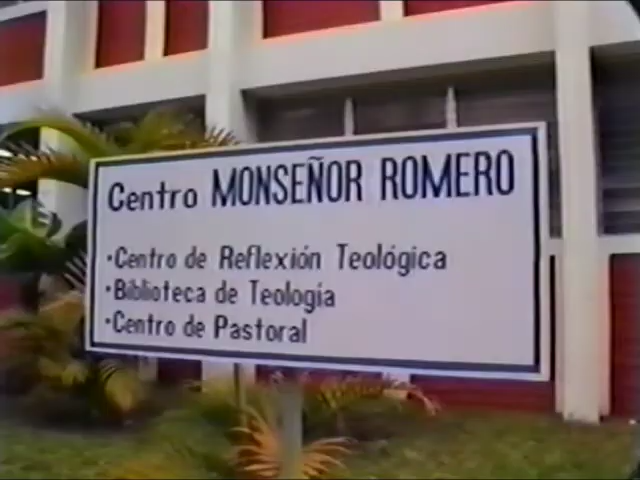 Centro MONSEÑOR ROMERO
·Centro de Reflexión Teológica
·Biblioteca de Teología
·Centro de Pastoral